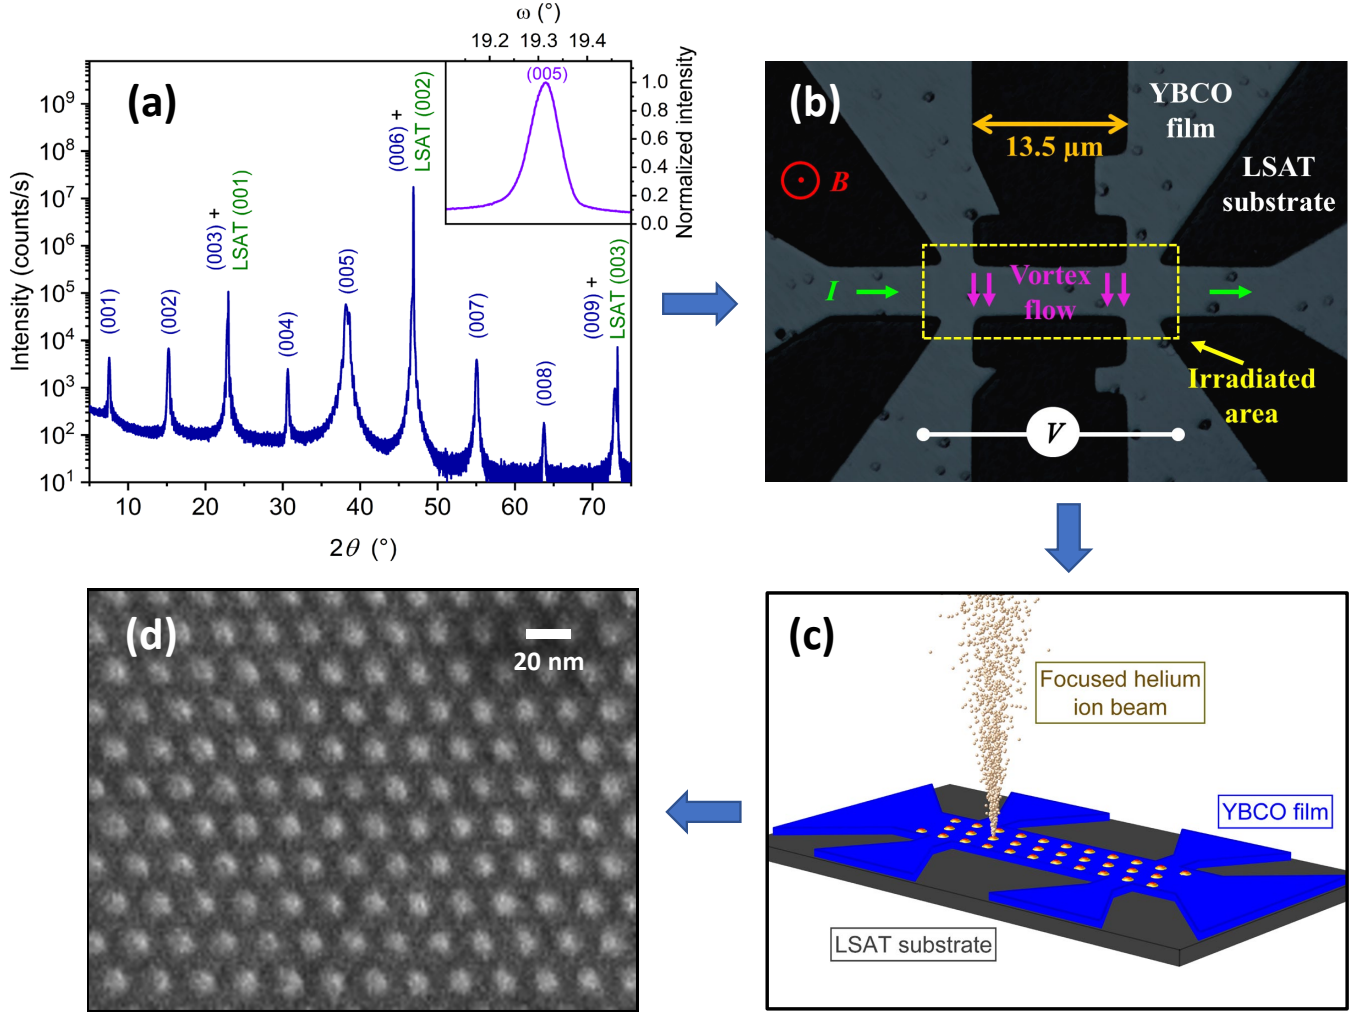 ω (°)
19.2 19.3 19.4
(a)
(005)
1.0
0.8
0.6
0.4
0.2
0.0
Normalized intensity
10⁹
10⁸
10⁷
10⁶
10⁵
10⁴
10³
10²
10¹
Intensity (counts/s)
(001)
(002)
(003) +
LSAT (001)
(004)
(005)
(006) +
LSAT (002)
(007)
(008)
(009) +
LSAT (003)
10 20 30 40 50 60 70
2θ (°)
(b)
YBCO
film
13.5 µm
LSAT
substrate
B
I
Vortex
flow
Irradiated
area
V
(c)
Focused helium
ion beam
YBCO film
LSAT substrate
(d)
20 nm